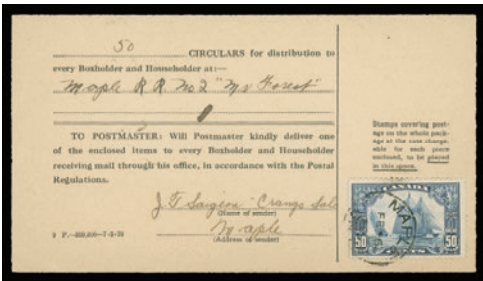 50 CIRCULARS for distribution to
every Boxholder and Householder at:—
Maple R R No. 2
TO POSTMASTER: Will Postmaster kindly deliver one
of the enclosed items to every Boxholder and Householder
receiving mail through his office, in accordance with the Postal
Regulations.
J T Saigeon
(Name of sender)
Maple
(Address of sender)
Stamps covering post-
age on the whole pack-
age at the rate charge-
able for each piece
enclosed, to be placed
in this space.
CANADA
MAPLE
FE
50 CENTS 50